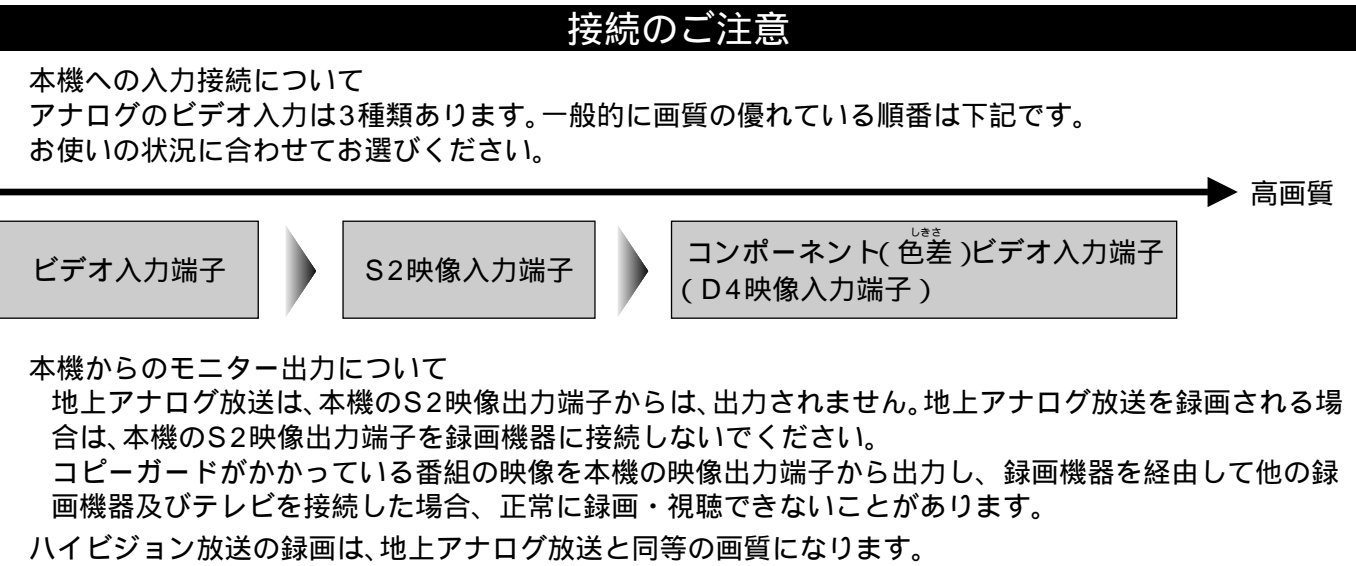 接続のご注意
本機への入力接続について
アナログのビデオ入力は3種類あります。一般的に画質の優れている順番は下記です。
お使いの状況に合わせてお選びください。
高画質
ビデオ入力端子
S2映像入力端子
しきさ
コンポーネント(色差)ビデオ入力端子
(D4映像入力端子)
本機からのモニター出力について
地上アナログ放送は、本機のS2映像出力端子からは、出力されません。地上アナログ放送を録画される場
合は、本機のS2映像出力端子を録画機器に接続しないでください。
コピーガードがかかっている番組の映像を本機の映像出力端子から出力し、録画機器を経由して他の録
画機器及びテレビを接続した場合、正常に録画・視聴できないことがあります。
ハイビジョン放送の録画は、地上アナログ放送と同等の画質になります。